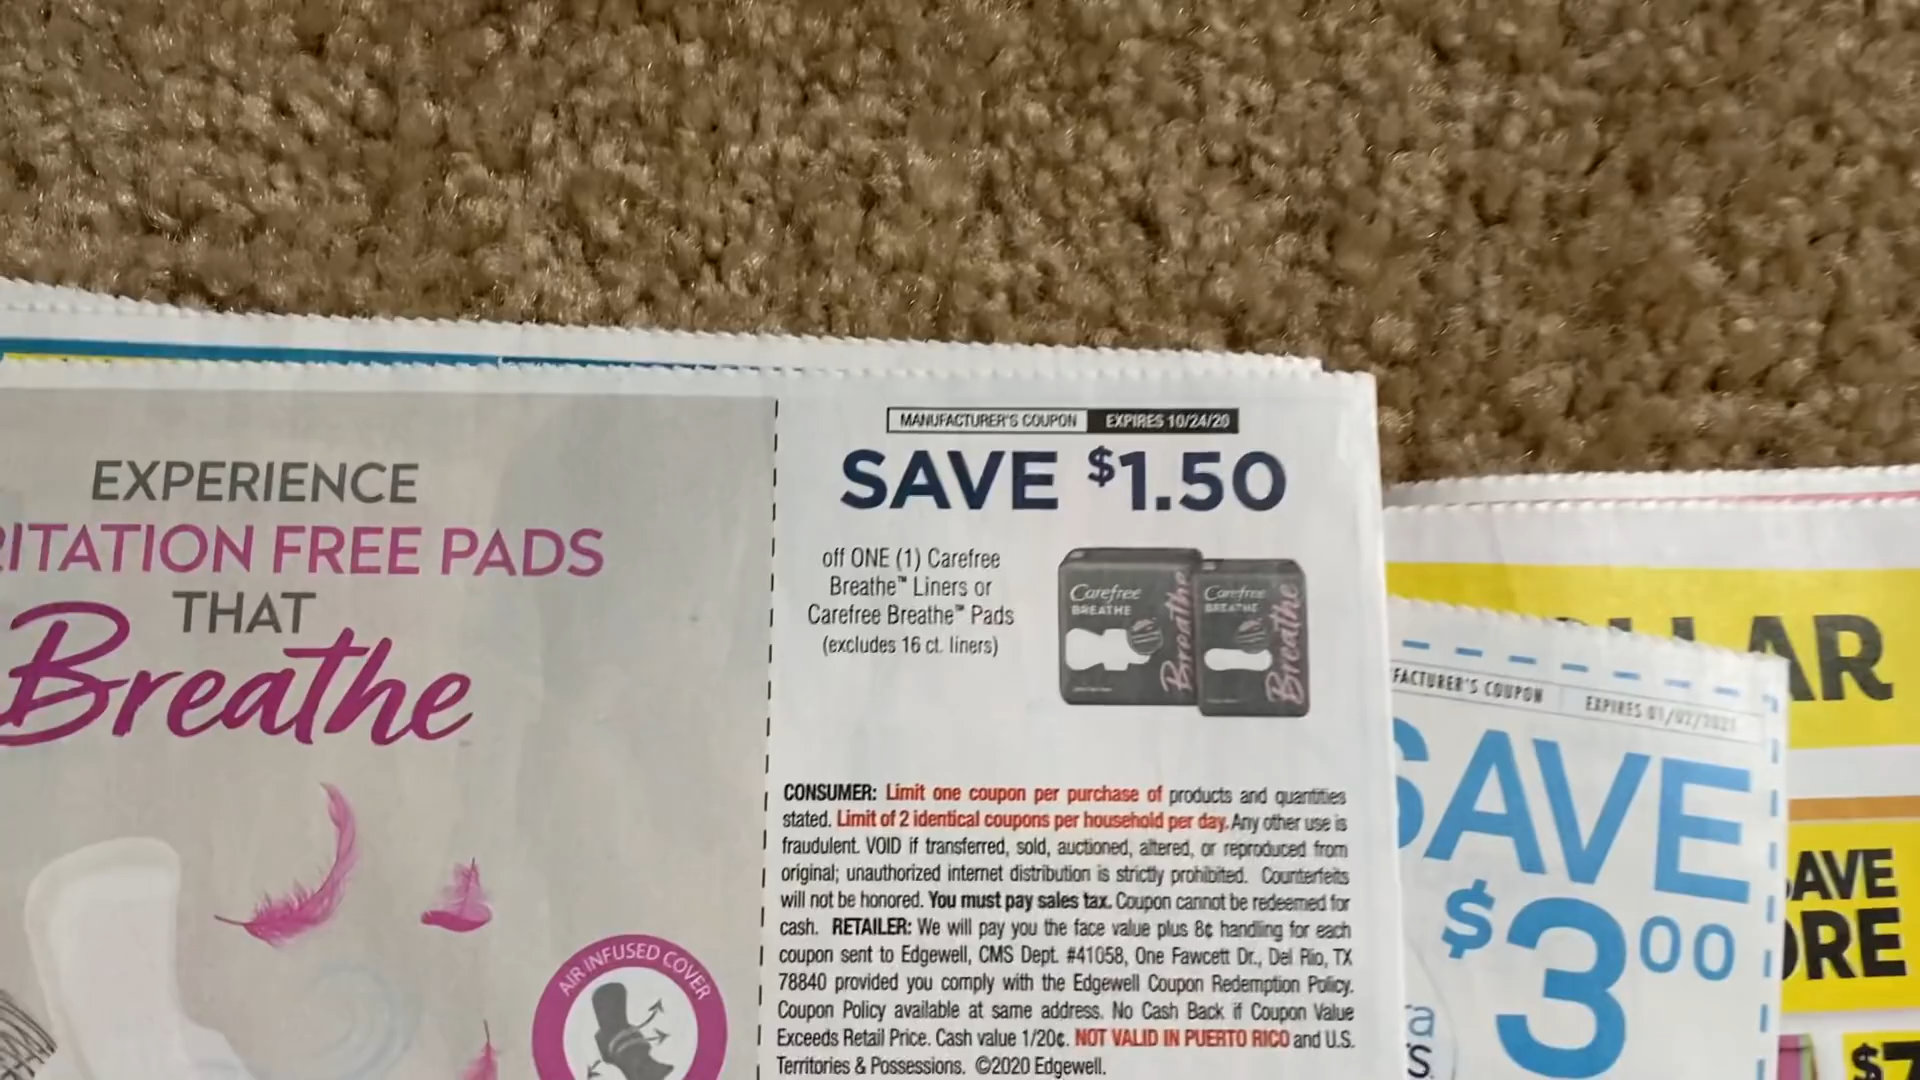 EXPERIENCE
RITATION FREE PADS
THAT
Breathe
AIR INFUSED COVER
MANUFACTURER'S COUPON EXPIRES 10/24/20
SAVE $1.50
off ONE (1) Carefree
Breathe™ Liners or
Carefree Breathe™ Pads
(excludes 16 ct. liners)
Carefree
BREATHE
Breathe
Carefree
BREATHE
Breathe
CONSUMER: Limit one coupon per purchase of products and quantities
stated. Limit of 2 identical coupons per household per day. Any other use is
fraudulent. VOID if transferred, sold, auctioned, altered, or reproduced from
original; unauthorized internet distribution is strictly prohibited. Counterfeits
will not be honored. You must pay sales tax. Coupon cannot be redeemed for
cash. RETAILER: We will pay you the face value plus 8¢ handling for each
coupon sent to Edgewell, CMS Dept. #41058, One Fawcett Dr., Del Rio, TX
78840 provided you comply with the Edgewell Coupon Redemption Policy.
Coupon Policy available at same address. No Cash Back if Coupon Value
Exceeds Retail Price. Cash value 1/20¢. NOT VALID IN PUERTO RICO and U.S.
Territories & Possessions. ©2020 Edgewell.
FACTURER'S COUPON EXPIRES 01/02/2021
SAVE
$300
LLAR
AVE
ORE
$7